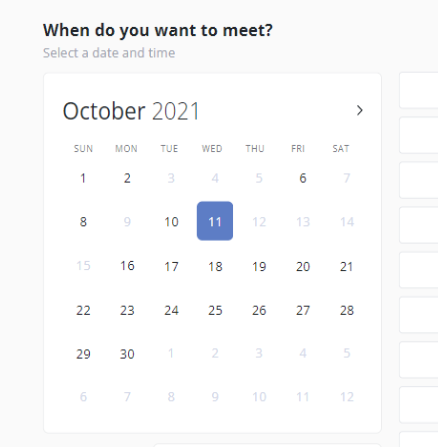 When do you want to meet?
Select a date and time
October 2021
SUN MON TUE WED THU FRI SAT
1 2 3 4 5 6 7
8 9 10 11 12 13 14
15 16 17 18 19 20 21
22 23 24 25 26 27 28
29 30 1 2 3 4 5
6 7 8 9 10 11 12